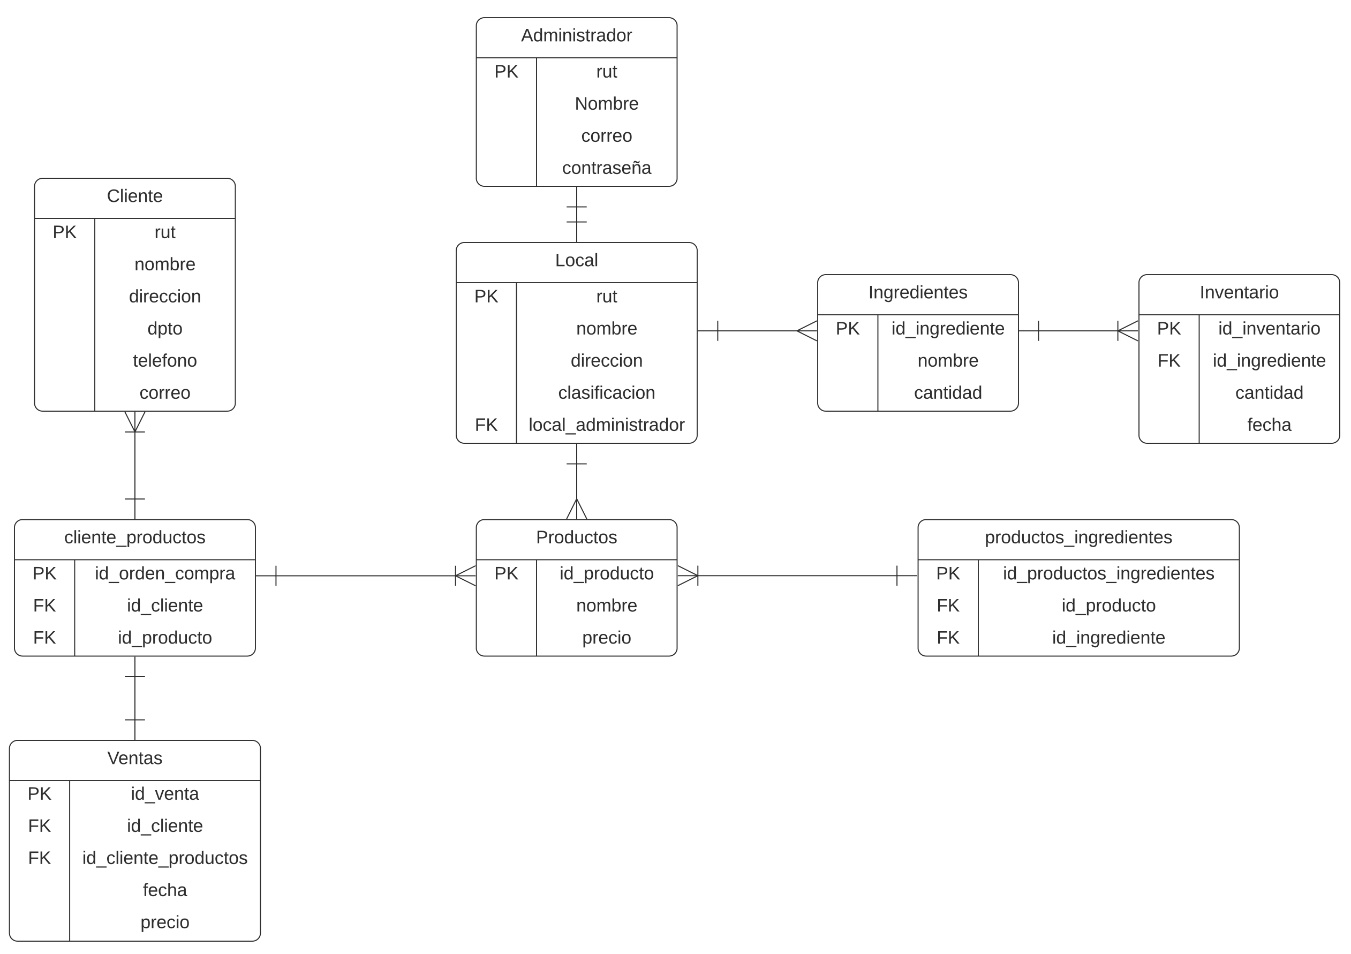 Administrador
PK rut
Nombre
correo
contraseña
Cliente
PK rut
nombre
direccion
dpto
telefono
correo
Local
PK rut
nombre
direccion
clasificacion
FK local_administrador
Ingredientes
PK id_ingrediente
nombre
cantidad
Inventario
PK id_inventario
FK id_ingrediente
cantidad
fecha
cliente_productos
PK id_orden_compra
FK id_cliente
FK id_producto
Productos
PK id_producto
nombre
precio
productos_ingredientes
PK id_productos_ingredientes
FK id_producto
FK id_ingrediente
Ventas
PK id_venta
FK id_cliente
FK id_cliente_productos
fecha
precio